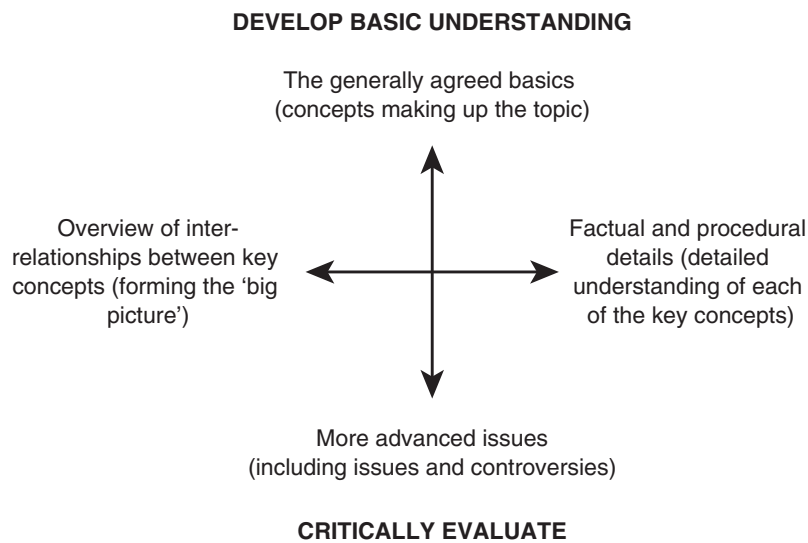 DEVELOP BASIC UNDERSTANDING
The generally agreed basics
(concepts making up the topic)
Overview of inter-
relationships between key
concepts (forming the ‘big
picture’)
Factual and procedural
details (detailed
understanding of each
of the key concepts)
More advanced issues
(including issues and controversies)
CRITICALLY EVALUATE